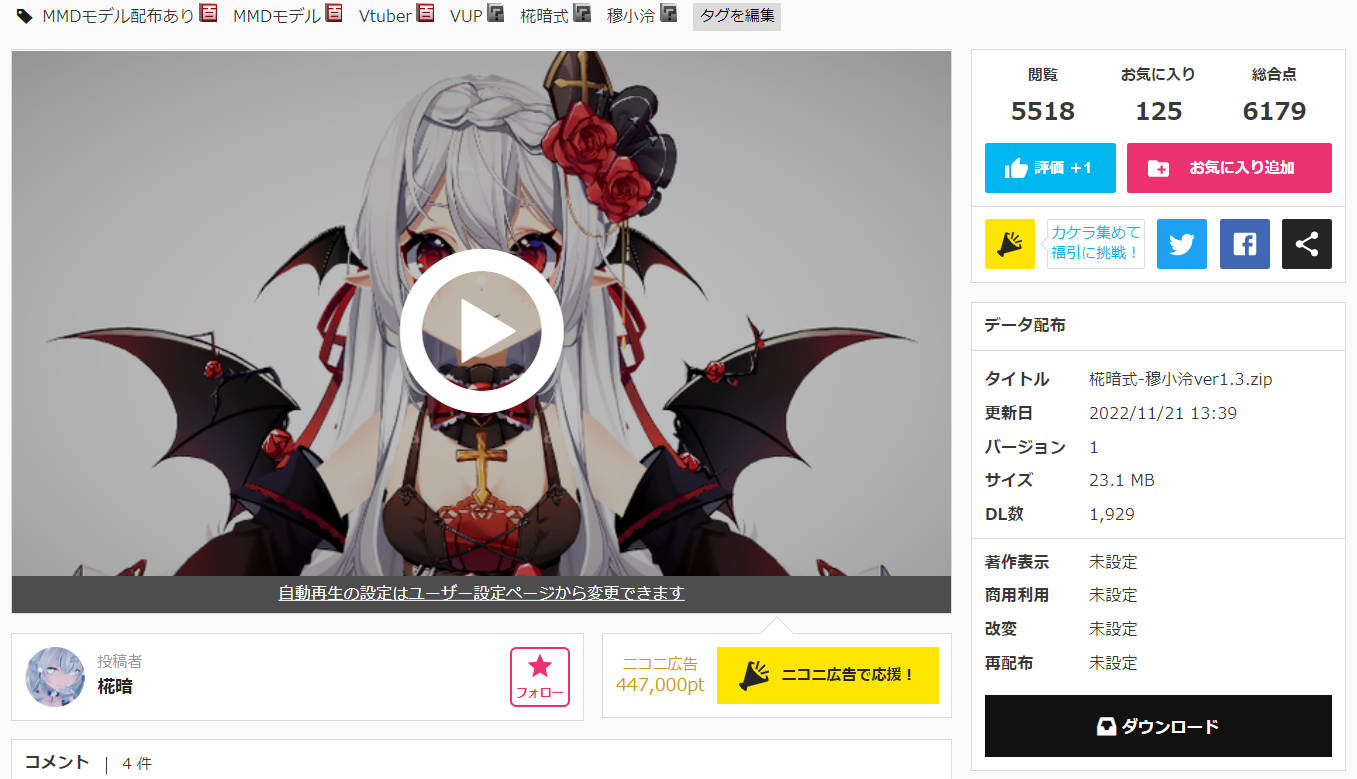 MMDモデル配布あり 百 MMDモデル 百 Vtuber 百 VUP ? 椛暗式 ? 穆小泠 ? タグを編集
閲覧 お気に入り 総合点
5518 125 6179
評価 +1 お気に入り追加
カケラ集めて
福引に挑戦！
データ配布
タイトル 椛暗式-穆小泠ver1.3.zip
更新日 2022/11/21 13:39
バージョン 1
サイズ 23.1 MB
DL数 1,929
著作表示 未設定
商用利用 未設定
改変 未設定
再配布 未設定
ダウンロード
自動再生の設定はユーザー設定ページから変更できます
投稿者
椛暗
フォロー
ニコニ広告
447,000pt
ニコニ広告で応援！
コメント | 4 件